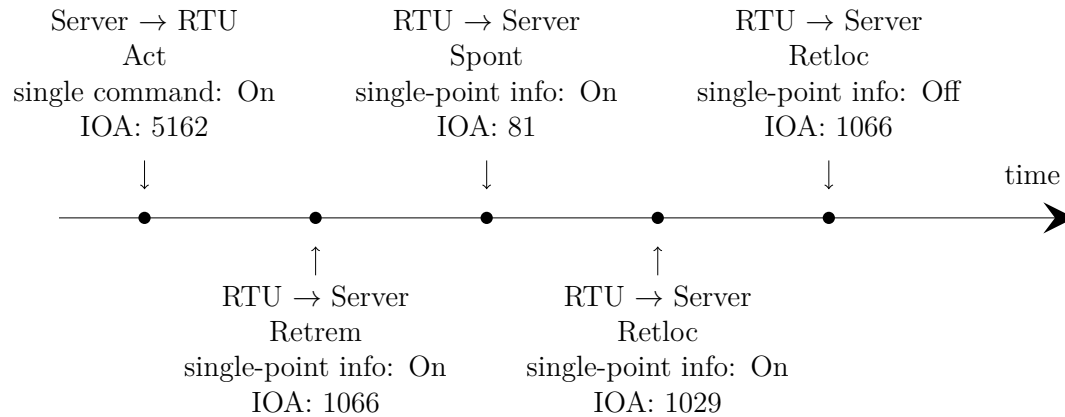 Server → RTU
Act
single command: On
IOA: 5162
RTU → Server
Spont
single-point info: On
IOA: 81
RTU → Server
Retloc
single-point info: Off
IOA: 1066
time
RTU → Server
Retrem
single-point info: On
IOA: 1066
RTU → Server
Retloc
single-point info: On
IOA: 1029